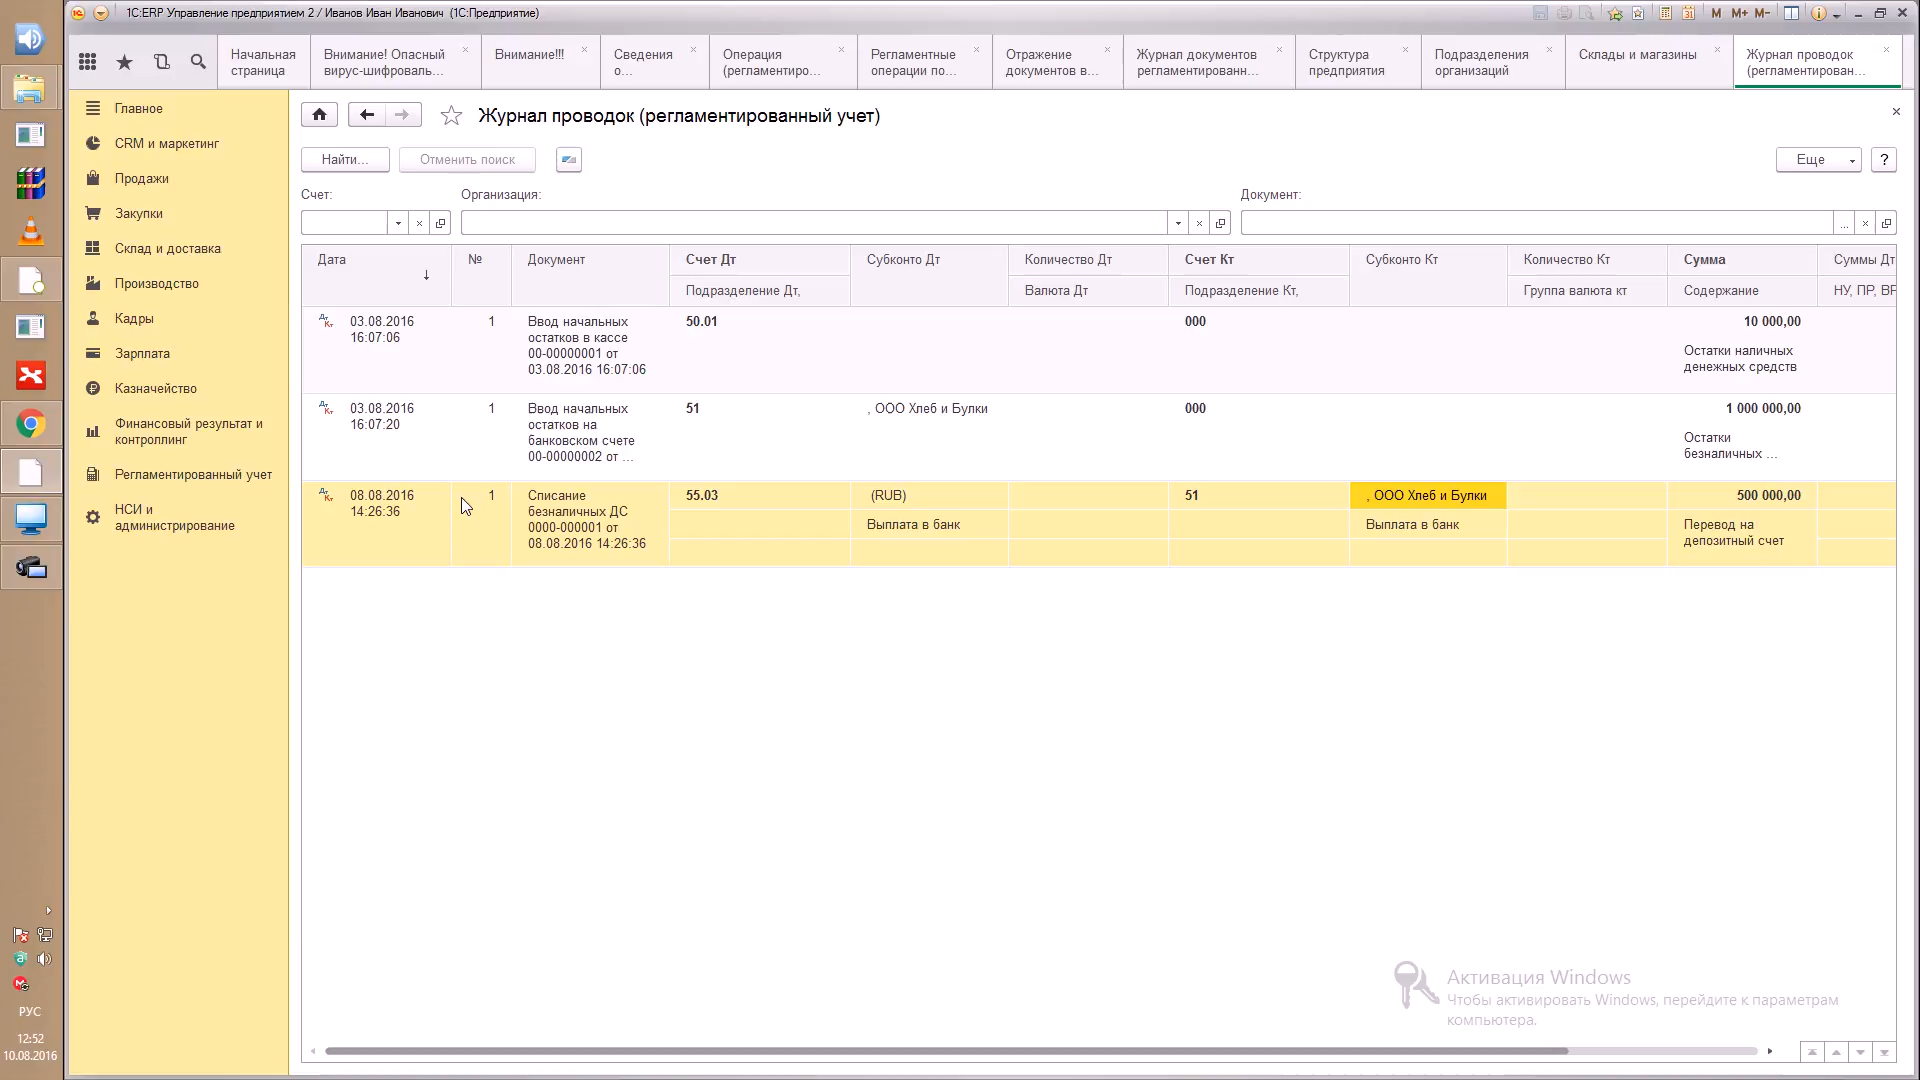 1С:ERP Управление предприятием 2 / Иванов Иван Иванович (1С:Предприятие)
M M+ M-
Начальная
страница
Внимание! Опасный
вирус-шифроваль...
Внимание!!!
Сведения
о...
Операция
(регламентиро...
Регламентные
операции по...
Отражение
документов в...
Журнал документов
регламентированн...
Структура
предприятия
Подразделения
организаций
Склады и магазины
Журнал проводок
(регламентирован...
Главное
CRM и маркетинг
Продажи
Закупки
Склад и доставка
Производство
Кадры
Зарплата
Казначейство
Финансовый результат и
контроллинг
Регламентированный учет
НСИ и
администрирование
Журнал проводок (регламентированный учет)
Найти...
Отменить поиск
Еще
?
Счет:
Организация:
Документ:
Дата
№
Документ
Счет Дт
Субконто Дт
Количество Дт
Счет Кт
Субконто Кт
Количество Кт
Сумма
Суммы Дт
Подразделение Дт,
Валюта Дт
Подразделение Кт,
Группа валюта кт
Содержание
НУ, ПР, ВР
03.08.2016
16:07:06
1
Ввод начальных
остатков в кассе
00-00000001 от
03.08.2016 16:07:06
50.01
000
10 000,00
Остатки наличных
денежных средств
03.08.2016
16:07:20
1
Ввод начальных
остатков на
банковском счете
00-00000002 от ...
51
, ООО Хлеб и Булки
000
1 000 000,00
Остатки
безналичных ...
08.08.2016
14:26:36
1
Списание
безналичных ДС
0000-000001 от
08.08.2016 14:26:36
55.03
(RUB)
Выплата в банк
51
, ООО Хлеб и Булки
Выплата в банк
500 000,00
Перевод на
депозитный счет
Активация Windows
Чтобы активировать Windows, перейдите к параметрам
компьютера.
РУС
12:52
10.08.2016